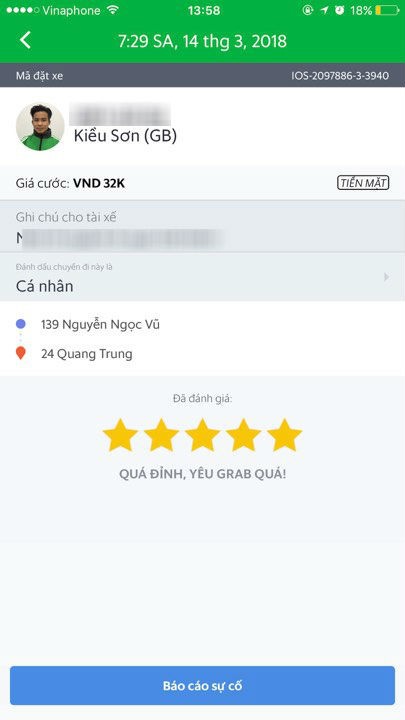 Vinaphone 13:58 18%
7:29 SA, 14 thg 3, 2018
Mã đặt xe IOS-2097886-3-3940
Kiều Sơn (GB)
Giá cước: VND 32K TIỀN MẶT
Ghi chú cho tài xế
Đánh dấu chuyến đi này là
Cá nhân
139 Nguyễn Ngọc Vũ
24 Quang Trung
Đã đánh giá:
QUÁ ĐỈNH, YÊU GRAB QUÁ!
Báo cáo sự cố